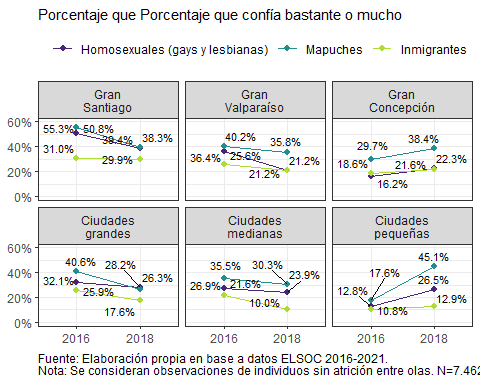 Porcentaje que Porcentaje que confía bastante o mucho
Homosexuales (gays y lesbianas) Mapuches Inmigrantes
Gran Santiago
Gran Valparaíso
Gran Concepción
60%
40%
20%
0%
55.3% 50.8% 39.4% 38.3%
31.0% 29.9%
40.2% 35.8%
36.4% 25.6% 21.2%
21.2%
29.7% 38.4%
18.6% 21.6% 22.3%
16.2%
Ciudades grandes
Ciudades medianas
Ciudades pequeñas
60%
40%
20%
0%
40.6% 28.2%
32.1% 25.9% 26.3%
17.6%
35.5% 30.3%
26.9% 21.6% 23.9%
10.0%
45.1%
17.6%
12.8% 26.5%
10.8% 12.9%
2016 2018 2016 2018 2016 2018
Fuente: Elaboración propia en base a datos ELSOC 2016-2021.
Nota: Se consideran observaciones de individuos sin atrición entre olas. N=7.462